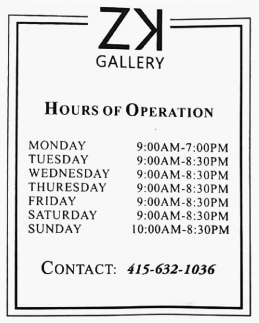 ZK
GALLERY
HOURS OF OPERATION
MONDAY 9:00AM-7:00PM
TUESDAY 9:00AM-8:30PM
WEDNESDAY 9:00AM-8:30PM
THURESDAY 9:00AM-8:30PM
FRIDAY 9:00AM-8:30PM
SATURDAY 9:00AM-8:30PM
SUNDAY 10:00AM-8:30PM
CONTACT: 415-632-1036